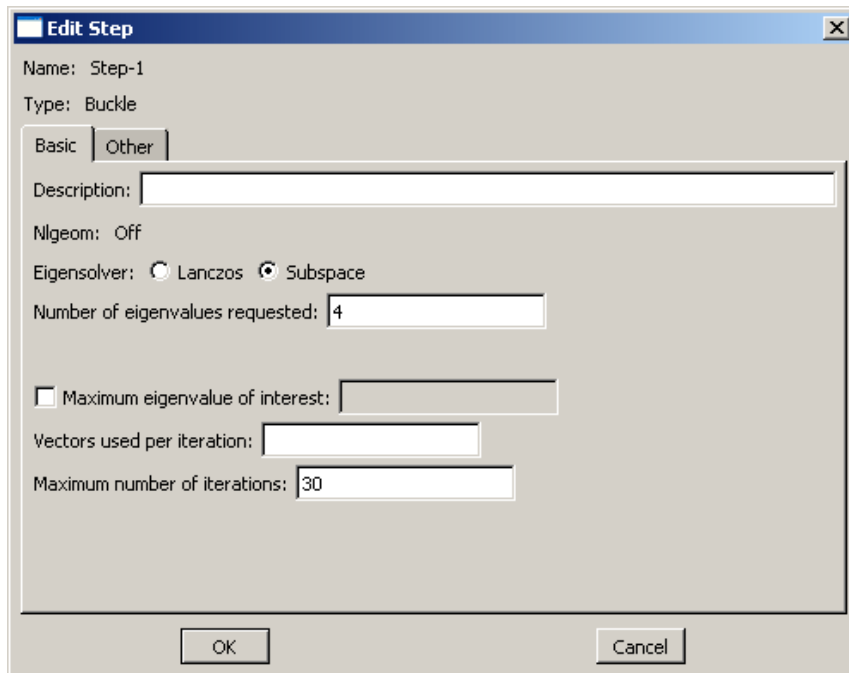 Edit Step
Name: Step-1
Type: Buckle
Basic Other
Description:
Nlgeom: Off
Eigensolver: Lanczos Subspace
Number of eigenvalues requested: 4
Maximum eigenvalue of interest:
Vectors used per iteration:
Maximum number of iterations: 30
OK Cancel